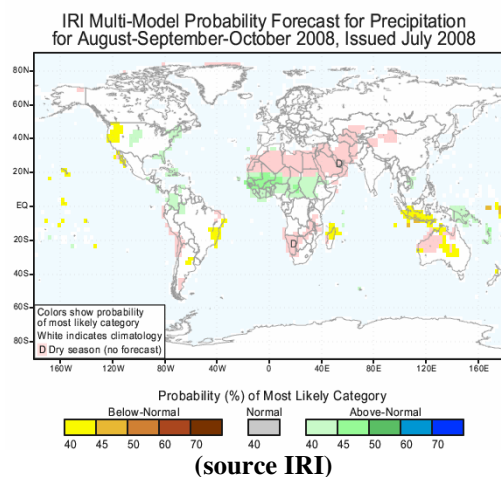 IRI Multi-Model Probability Forecast for Precipitation
for August-September-October 2008, Issued July 2008
80N
60N
40N
20N
EQ
20S
40S
60S
80S
D
D
Colors show probability
of most likely category
White indicates climatology
D Dry season (no forecast)
160W 120W 80W 40W 0 40E 80E 120E 160E
Probability (%) of Most Likely Category
Below-Normal Normal Above-Normal
40 45 50 60 70 40 40 45 50 60 70
(source IRI)